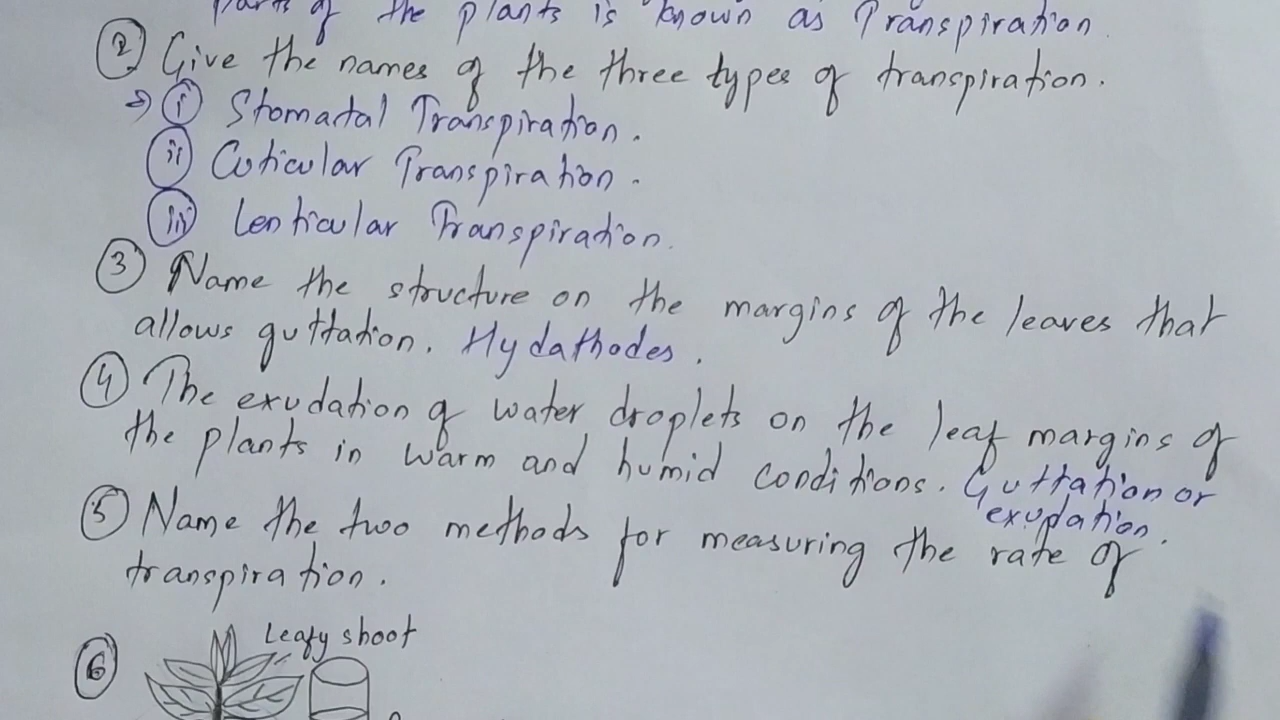 parts of the plants is known as Transpiration.
② Give the names of the three types of transpiration.
⇒ ⓘ Stomatal Transpiration.
ⓘⓘ Cuticular Transpiration.
ⓘⓘⓘ Lenticular Transpiration.
③ Name the structure on the margins of the leaves that
allows guttation. Hydathodes.
④ The exudation of water droplets on the leaf margins of
the plants in warm and humid conditions. Guttation or
exudation.
⑤ Name the two methods for measuring the rate of
transpiration.
⑥ Leafy shoot